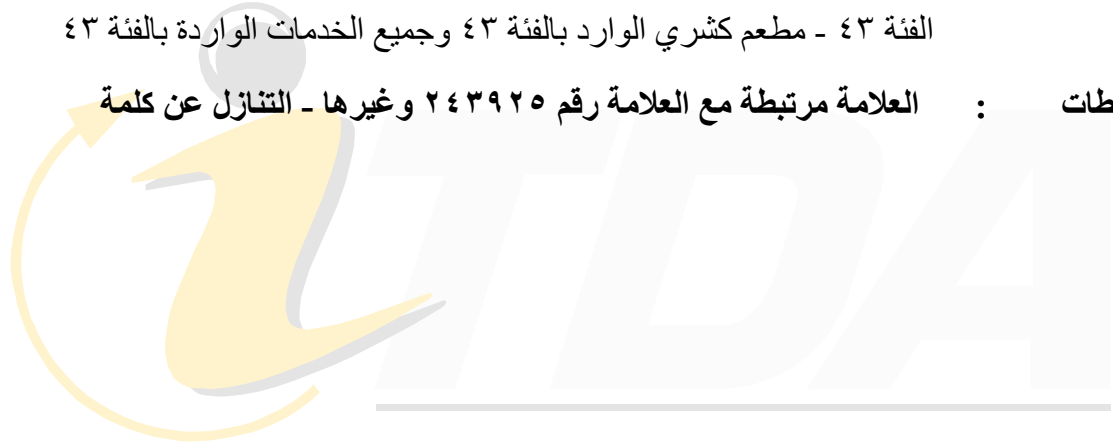 الفئة ٤٣ - مطعم كشري الوارد بالفئة ٤٣ وجميع الخدمات الواردة بالفئة ٤٣
طات : العلامة مرتبطة مع العلامة رقم ٢٤٣٩٢٥ وغيرها - التنازل عن كلمة
iTDA